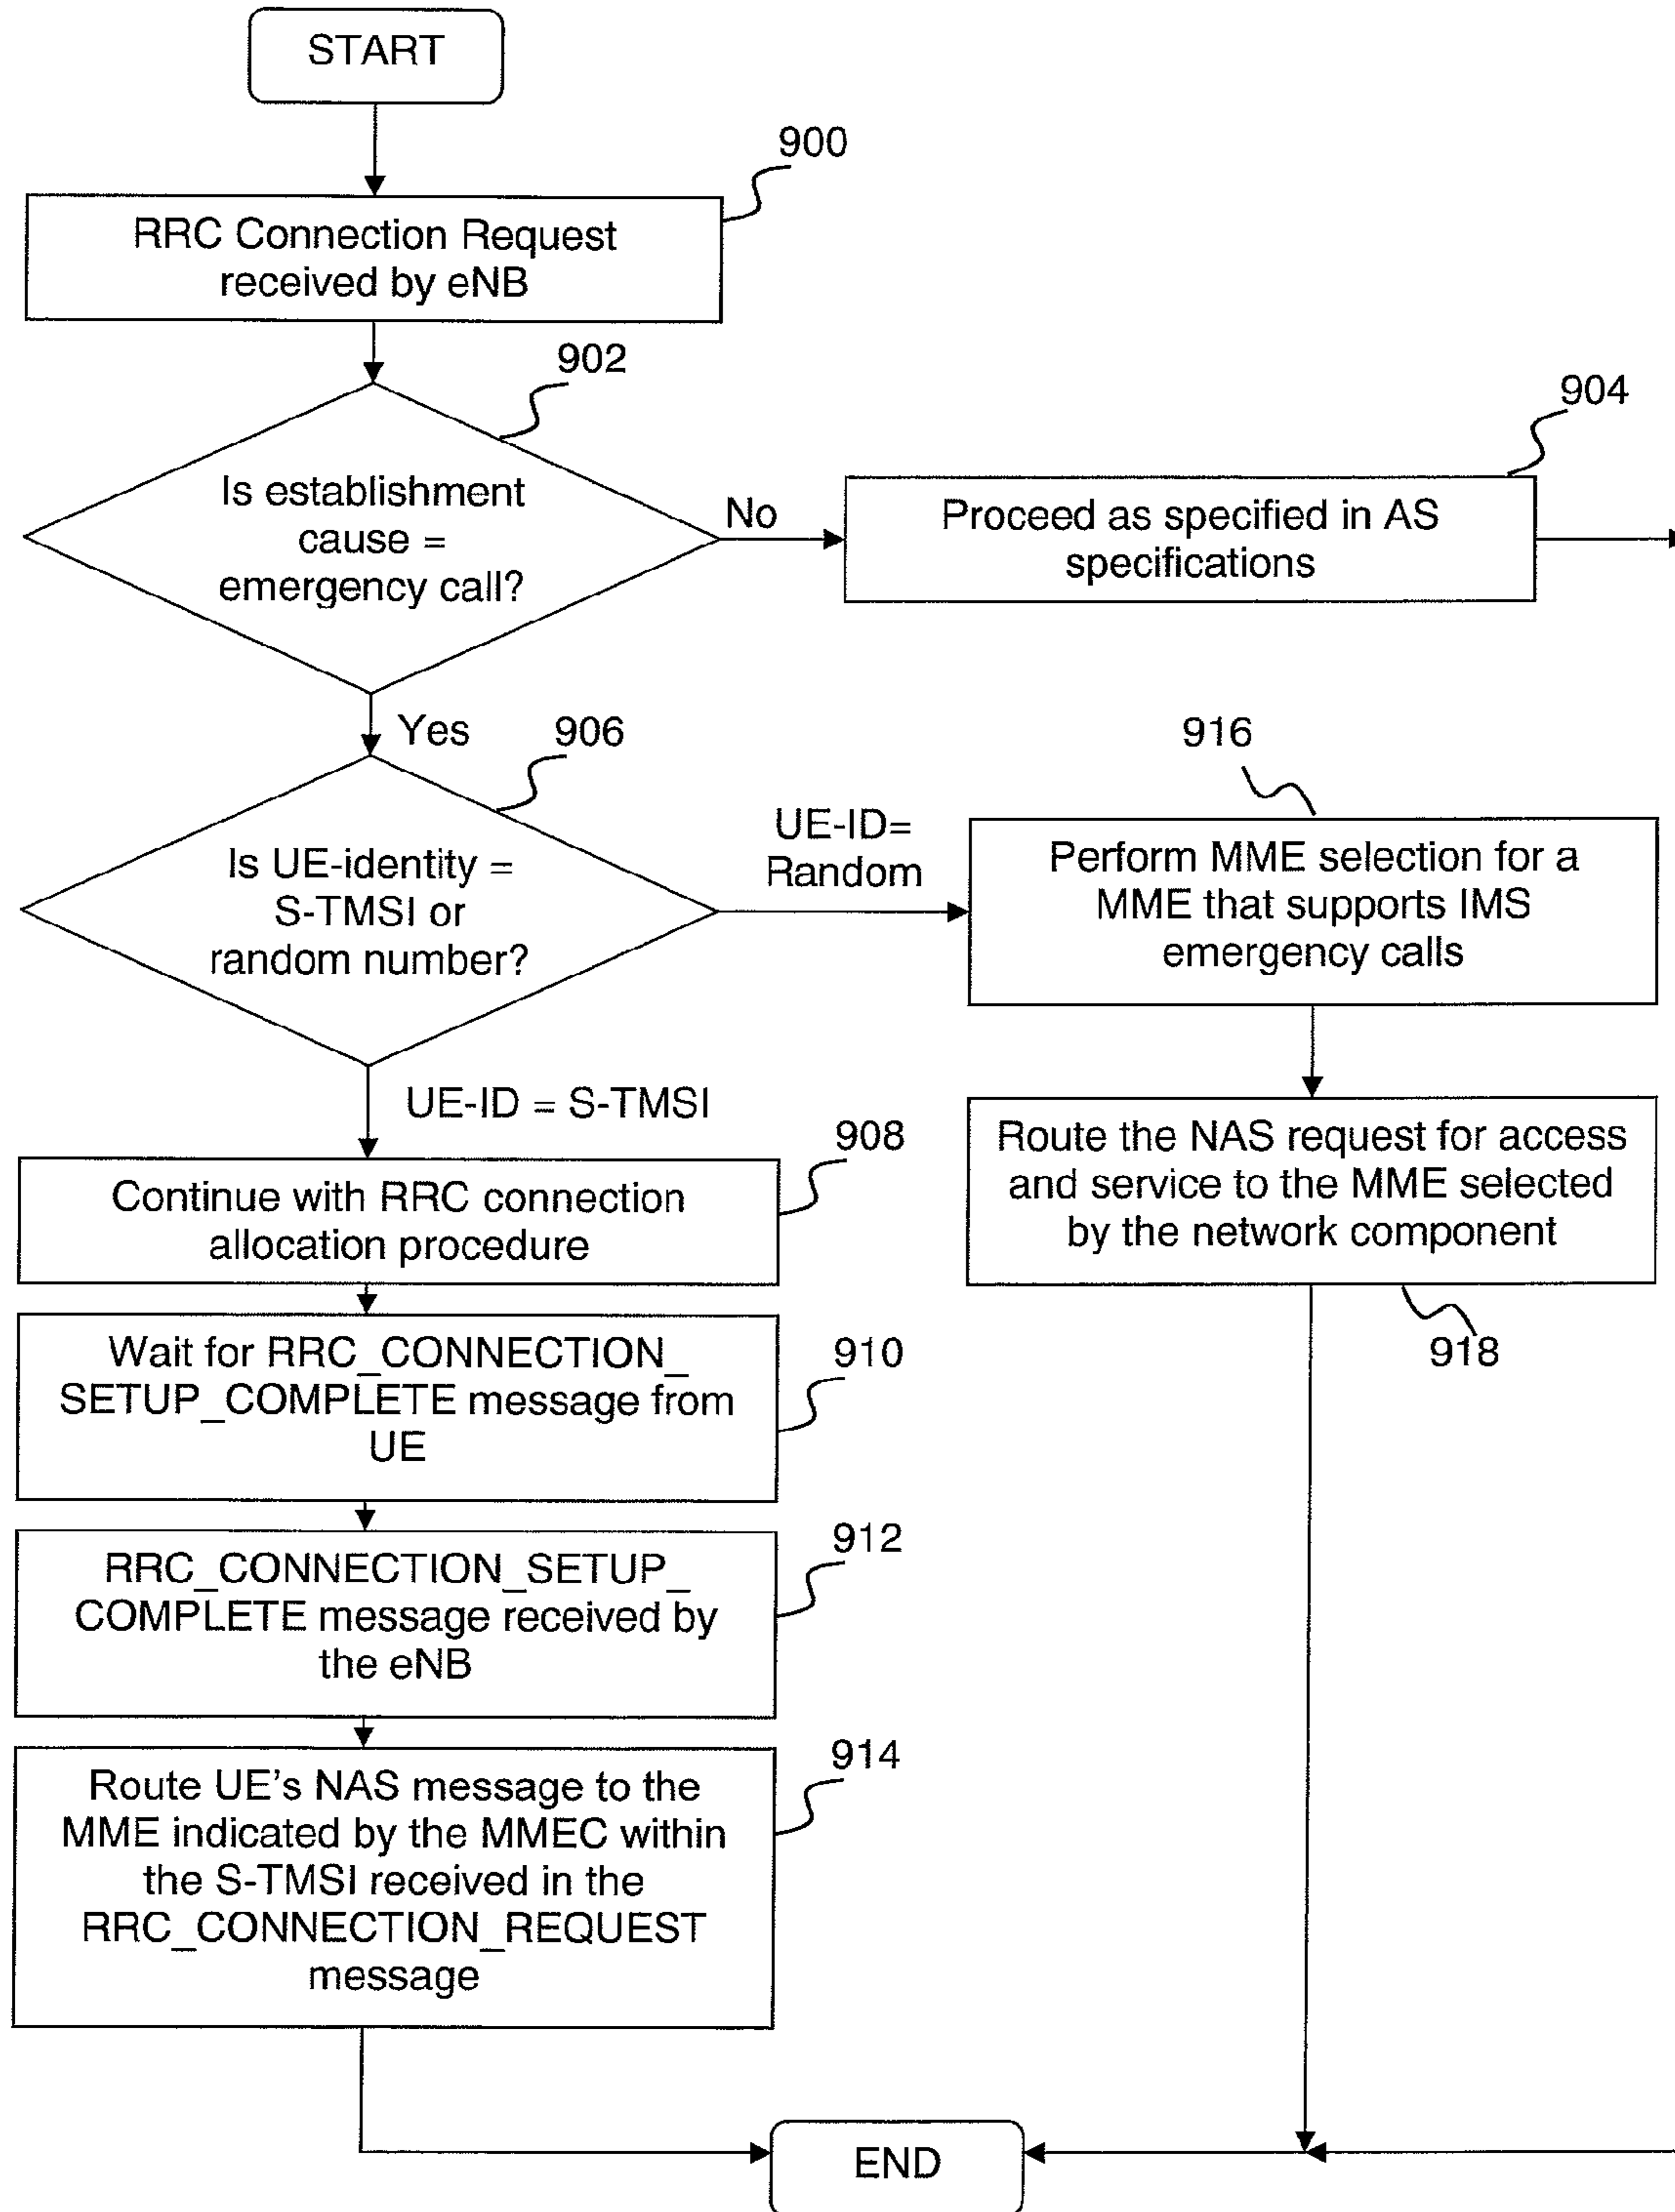 START
900
RRC Connection Request
received by eNB
902
Is establishment
cause =
emergency call?
No
904
Proceed as specified in AS
specifications
Yes
906
Is UE-identity =
S-TMSI or
random number?
UE-ID=
Random
916
Perform MME selection for a
MME that supports IMS
emergency calls
UE-ID = S-TMSI
908
Continue with RRC connection
allocation procedure
Route the NAS request for access
and service to the MME selected
by the network component
918
Wait for RRC_CONNECTION_
SETUP_COMPLETE message from
UE
910
RRC_CONNECTION_SETUP_
COMPLETE message received by
the eNB
912
Route UE's NAS message to the
MME indicated by the MMEC within
the S-TMSI received in the
RRC_CONNECTION_REQUEST
message
914
END